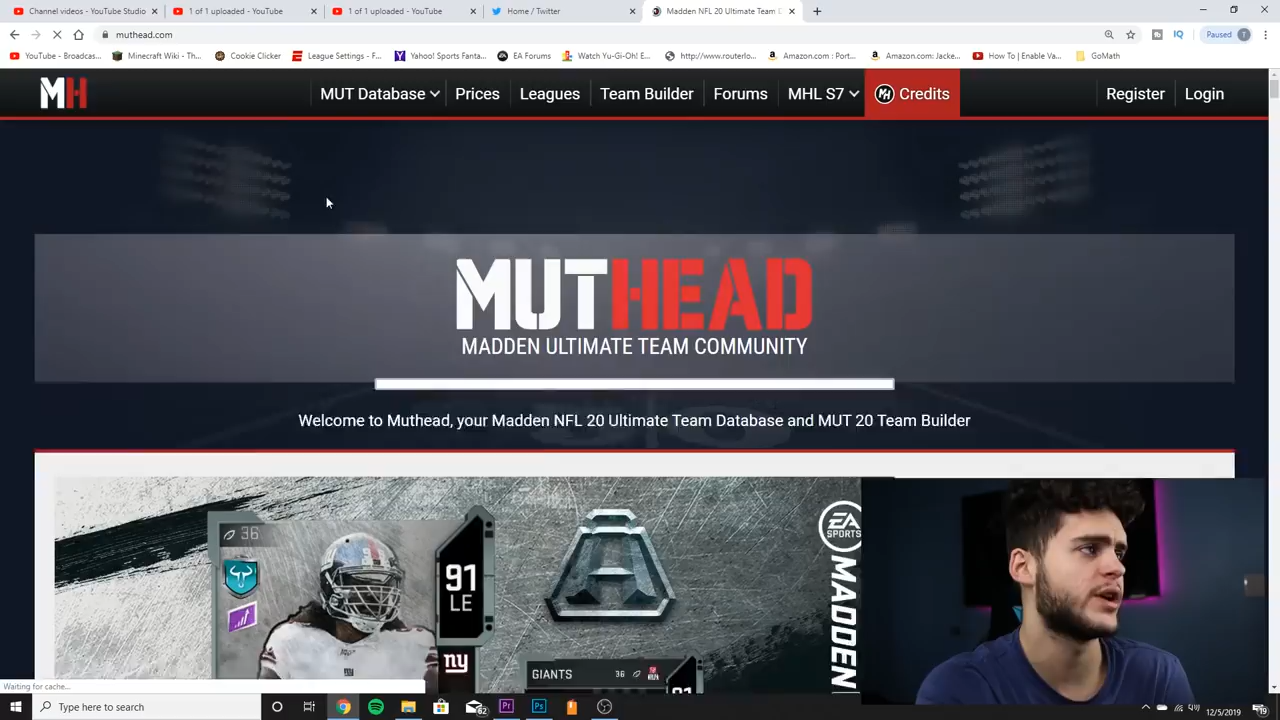 Channel videos - YouTube Studio
1 of 1 uploaded - YouTube
1 of 1 uploaded - YouTube
Home / Twitter
Madden NFL 20 Ultimate Team D
muthead.com
Paused
T
YouTube - Broadcas...
Minecraft Wiki - Th...
Cookie Clicker
League Settings - F...
Yahoo! Sports Fanta...
EA Forums
Watch Yu-Gi-Oh! E...
http://www.routerlo...
Amazon.com : Port...
Amazon.com: Jacke...
How To | Enable Va...
GoMath
MH
MUT Database
Prices
Leagues
Team Builder
Forums
MHL S7
Credits
Register
Login
MUTHEAD
MADDEN ULTIMATE TEAM COMMUNITY
Welcome to Muthead, your Madden NFL 20 Ultimate Team Database and MUT 20 Team Builder
36
91
LE
ny
GIANTS 36
EA
SPORTS
MADDEN
Waiting for cache...
Type here to search
62
12/5/2019
19